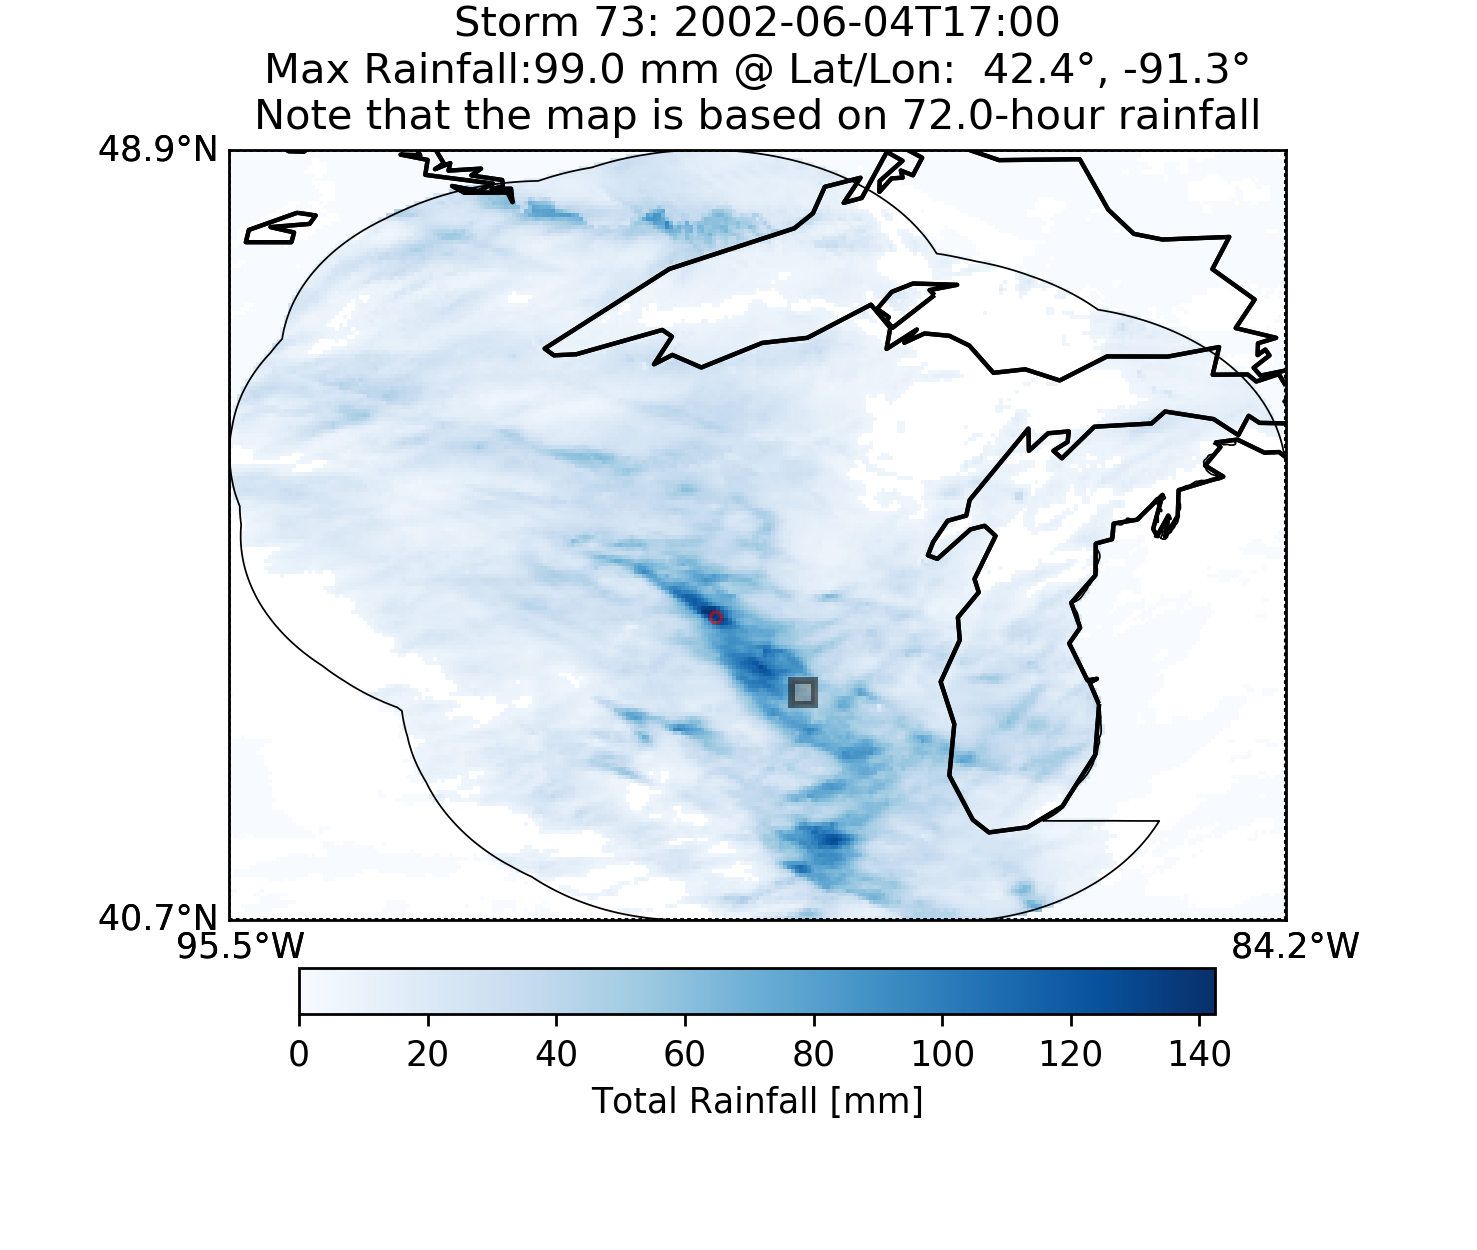 Storm 73: 2002-06-04T17:00
Max Rainfall:99.0 mm @ Lat/Lon:  42.4°, -91.3°
Note that the map is based on 72.0-hour rainfall
48.9°N
40.7°N
95.5°W 84.2°W
0 20 40 60 80 100 120 140
Total Rainfall [mm]